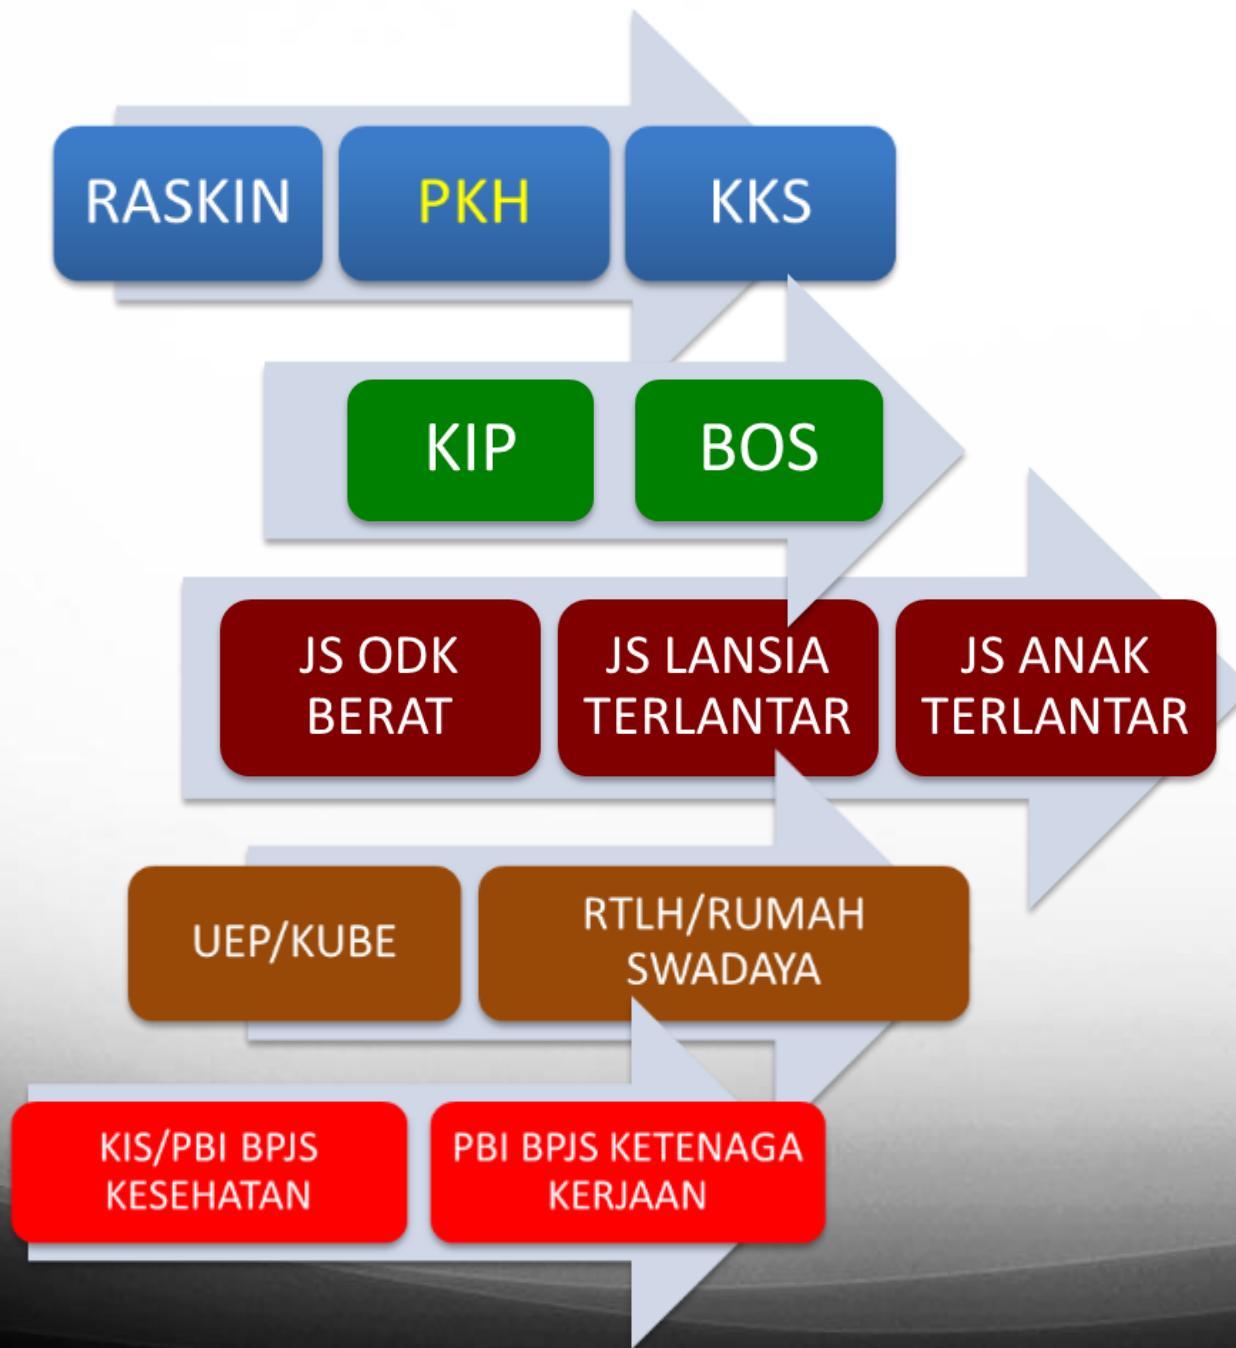 RASKIN
PKH
KKS
KIP
BOS
JS ODK
BERAT
JS LANSIA
TERLANTAR
JS ANAK
TERLANTAR
UEP/KUBE
RTLH/RUMAH
SWADAYA
KIS/PBI BPJS
KESEHATAN
PBI BPJS KETENAGA
KERJAAN